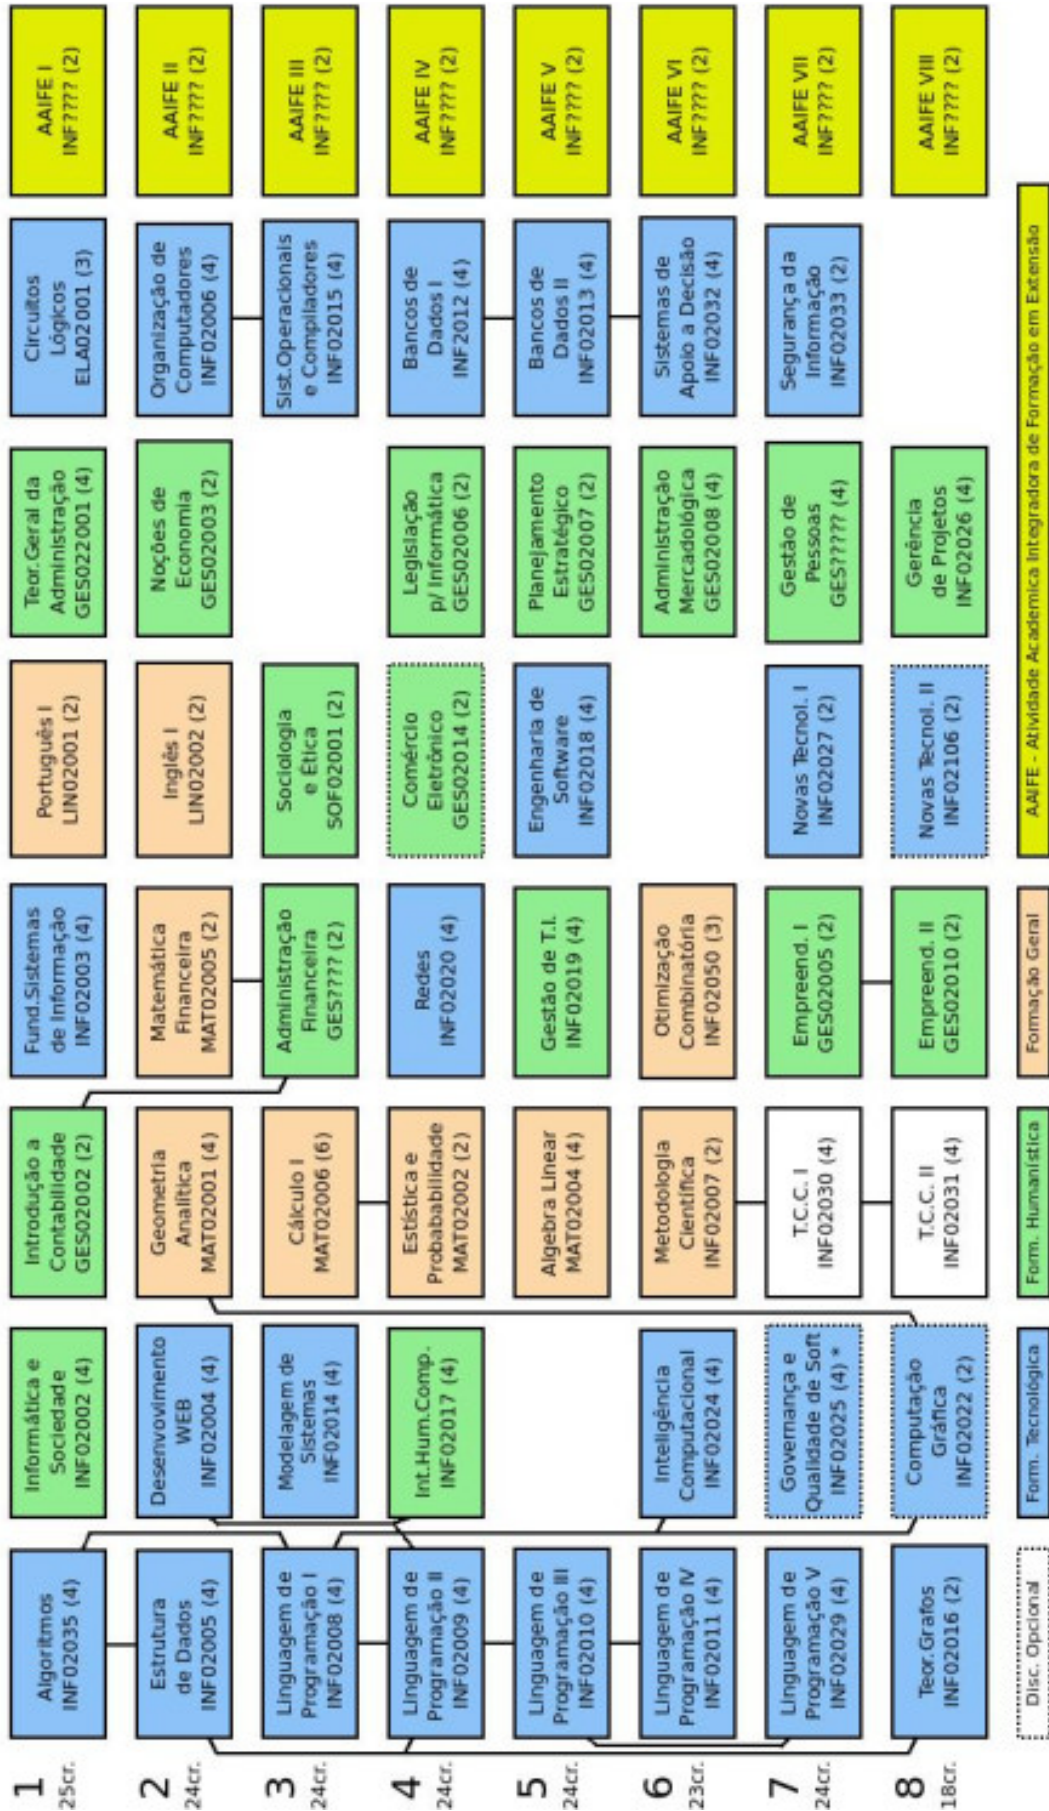 1
25cr.
Algoritmos
INF02035 (4)
Informática e
Sociedade
INF02002 (4)
Introdução a
Contabilidade
GES02002 (2)
Fund.Sistemas
de Informação
INF02003 (4)
Português I
LIN02001 (2)
Teor.Geral da
Administração
GES022001 (4)
Circuitos
Lógicos
ELA02001 (3)
AAIFE I
INF???? (2)
2
24cr.
Estrutura
de Dados
INF02005 (4)
Desenvovimento
WEB
INF02004 (4)
Geometria
Analítica
MAT02001 (4)
Matemática
Financeira
MAT02005 (2)
Inglês I
LIN02002 (2)
Noções de
Economia
GES02003 (2)
Organização de
Computadores
INF02006 (4)
AAIFE II
INF???? (2)
3
24cr.
Linguagem de
Programação I
INF02008 (4)
Modelagem de
Sistemas
INF02014 (4)
Cálculo I
MAT02006 (6)
Administração
Financeira
GES???? (2)
Sociologia
e Ética
SOF02001 (2)
Sist.Operacionais
e Compiladores
INF02015 (4)
AAIFE III
INF???? (2)
4
24cr.
Linguagem de
Programação II
INF02009 (4)
Int.Hum.Comp.
INF02017 (4)
Estística e
Probababilidade
MAT02002 (2)
Redes
INF02020 (4)
Comércio
Eletrônico
GES02014 (2)
Legislação
p/ Informática
GES02006 (2)
Bancos de
Dados I
INF2012 (4)
AAIFE IV
INF???? (2)
5
24cr.
Linguagem de
Programação III
INF02010 (4)
Algebra Linear
MAT02004 (4)
Gestão de T.I.
INF02019 (4)
Engenharia de
Software
INF02018 (4)
Planejamento
Estratégico
GES02007 (2)
Bancos de
Dados II
INF02013 (4)
AAIFE V
INF???? (2)
6
23cr.
Linguagem de
Programação IV
INF02011 (4)
Inteligência
Computacional
INF02024 (4)
Metodologia
Científica
INF02007 (2)
Otimização
Combinatória
INF02050 (3)
Administração
Mercadológica
GES02008 (4)
Sistemas de
Apoio a Decisão
INF02032 (4)
AAIFE VI
INF???? (2)
7
24cr.
Linguagem de
Programação V
INF02029 (4)
Governança e
Qualidade de Soft
INF02025 (4) *
T.C.C. I
INF02030 (4)
Empreend. I
GES02005 (2)
Novas Tecnol. I
INF02027 (2)
Gestão de
Pessoas
GES????? (4)
Segurança da
Informação
INF02033 (2)
AAIFE VII
INF???? (2)
8
18cr.
Teor.Grafos
INF02016 (2)
Computação
Gráfica
INF02022 (2)
T.C.C. II
INF02031 (4)
Empreend. II
GES02010 (2)
Novas Tecnol. II
INF02106 (2)
Gerência
de Projetos
INF02026 (4)
AAIFE VIII
INF???? (2)
Disc. Opcional
Form. Tecnológica
Form. Humanística
Formação Geral
AAIFE - Atividade Academica Integradora de Formação em Extensão